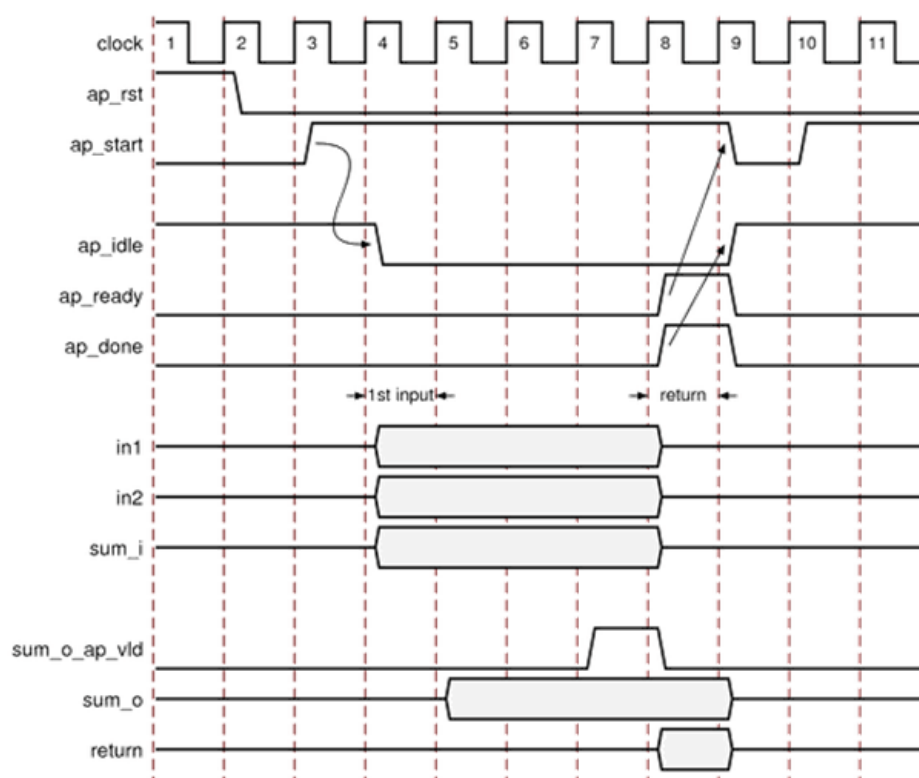 clock 1 2 3 4 5 6 7 8 9 10 11
ap_rst
ap_start
ap_idle
ap_ready
ap_done
1st input return
in1
in2
sum_i
sum_o_ap_vld
sum_o
return